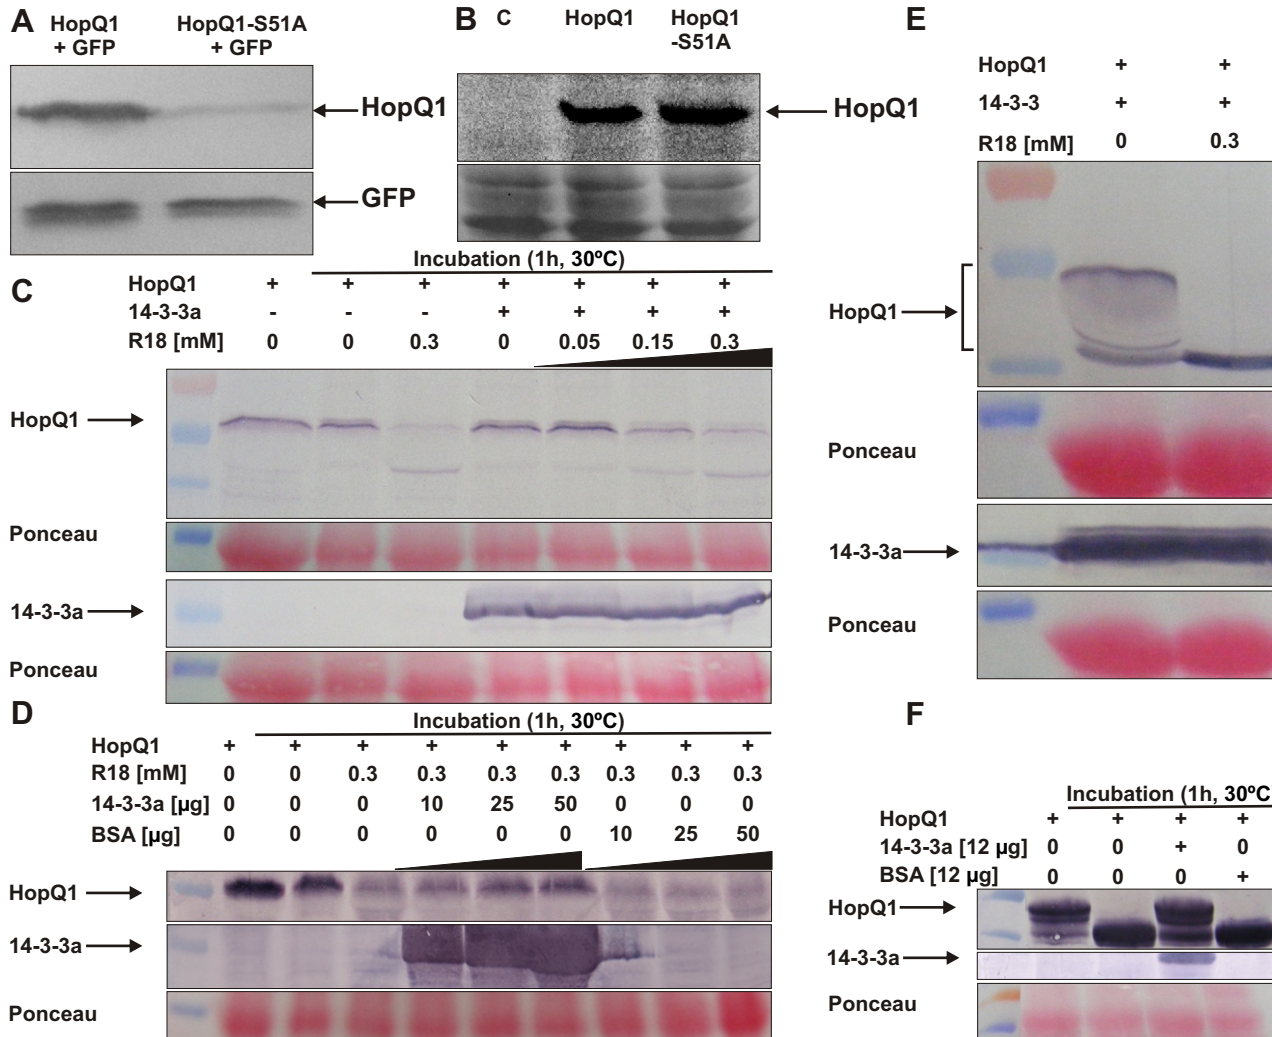 A
HopQ1
+ GFP
HopQ1-S51A
+ GFP
HopQ1
GFP
B
C
HopQ1
HopQ1
-S51A
HopQ1
C
Incubation (1h, 30ºC)
HopQ1 + + + + + + +
14-3-3a - - - + + + +
R18 [mM] 0 0 0.3 0 0.05 0.15 0.3
HopQ1
Ponceau
14-3-3a
Ponceau
D
Incubation (1h, 30ºC)
HopQ1 + + + + + + + + +
R18 [mM] 0 0 0.3 0.3 0.3 0.3 0.3 0.3 0.3
14-3-3a [µg] 0 0 0 10 25 50 0 0 0
BSA [µg] 0 0 0 0 0 0 10 25 50
HopQ1
14-3-3a
Ponceau
E
HopQ1 + +
14-3-3 + +
R18 [mM] 0 0.3
HopQ1
Ponceau
14-3-3a
Ponceau
F
Incubation (1h, 30ºC
HopQ1 + + + +
14-3-3a [12 µg] 0 0 + 0
BSA [12 µg] 0 0 0 +
HopQ1
14-3-3a
Ponceau